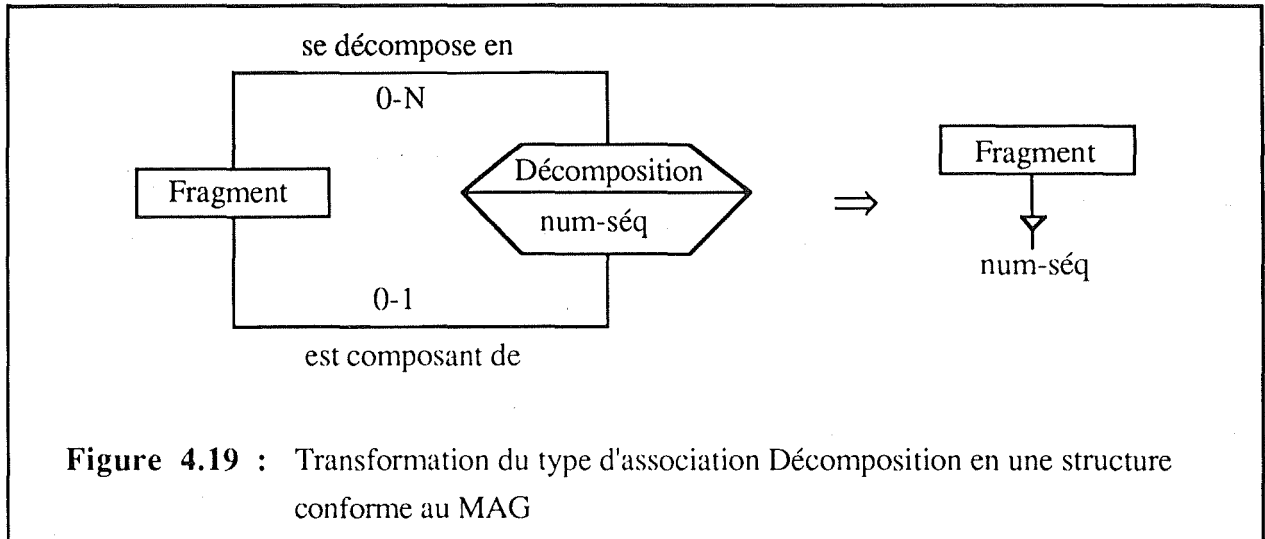 se décompose en
0-N
Fragment
Décomposition
num-séq
0-1
est composant de
⇒
Fragment
num-séq
Figure 4.19 : Transformation du type d'association Décomposition en une structure
conforme au MAG